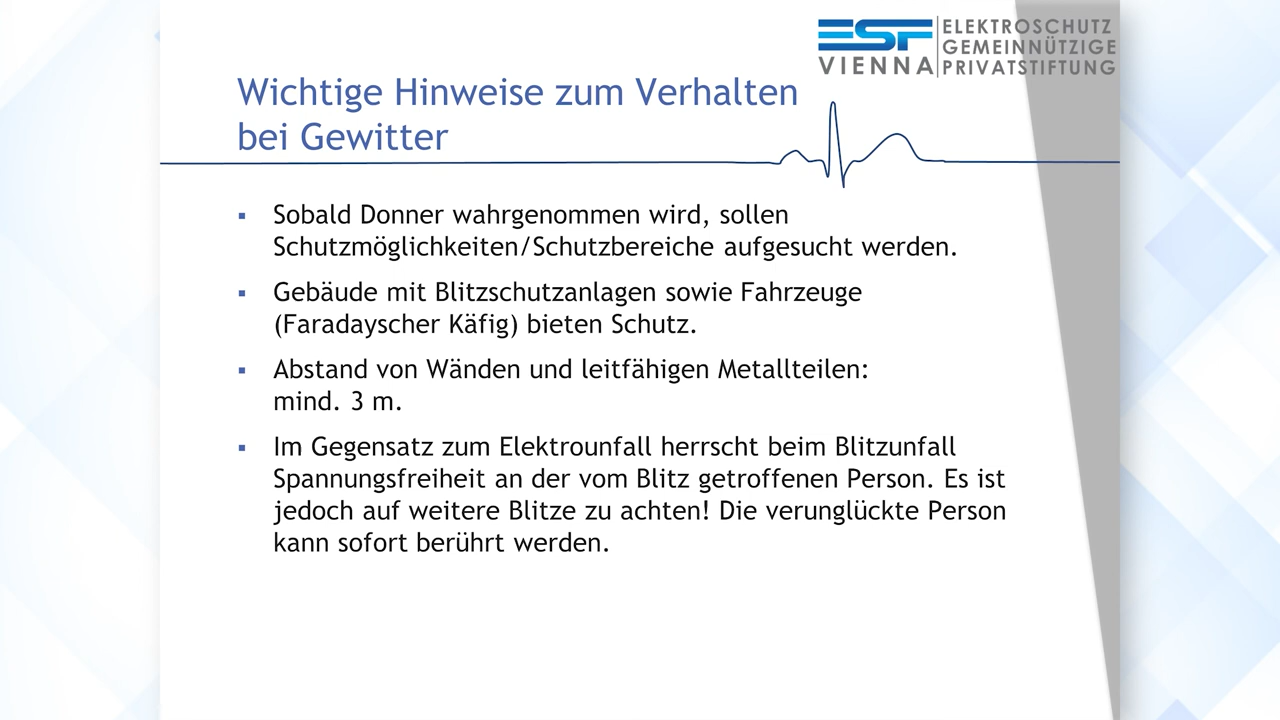 ESF VIENNA
ELEKTROSCHUTZ
GEMEINNÜTZIGE
PRIVATSTIFTUNG
Wichtige Hinweise zum Verhalten
bei Gewitter
▪ Sobald Donner wahrgenommen wird, sollen
Schutzmöglichkeiten/Schutzbereiche aufgesucht werden.
▪ Gebäude mit Blitzschutzanlagen sowie Fahrzeuge
(Faradayscher Käfig) bieten Schutz.
▪ Abstand von Wänden und leitfähigen Metallteilen:
mind. 3 m.
▪ Im Gegensatz zum Elektrounfall herrscht beim Blitzunfall
Spannungsfreiheit an der vom Blitz getroffenen Person. Es ist
jedoch auf weitere Blitze zu achten! Die verunglückte Person
kann sofort berührt werden.